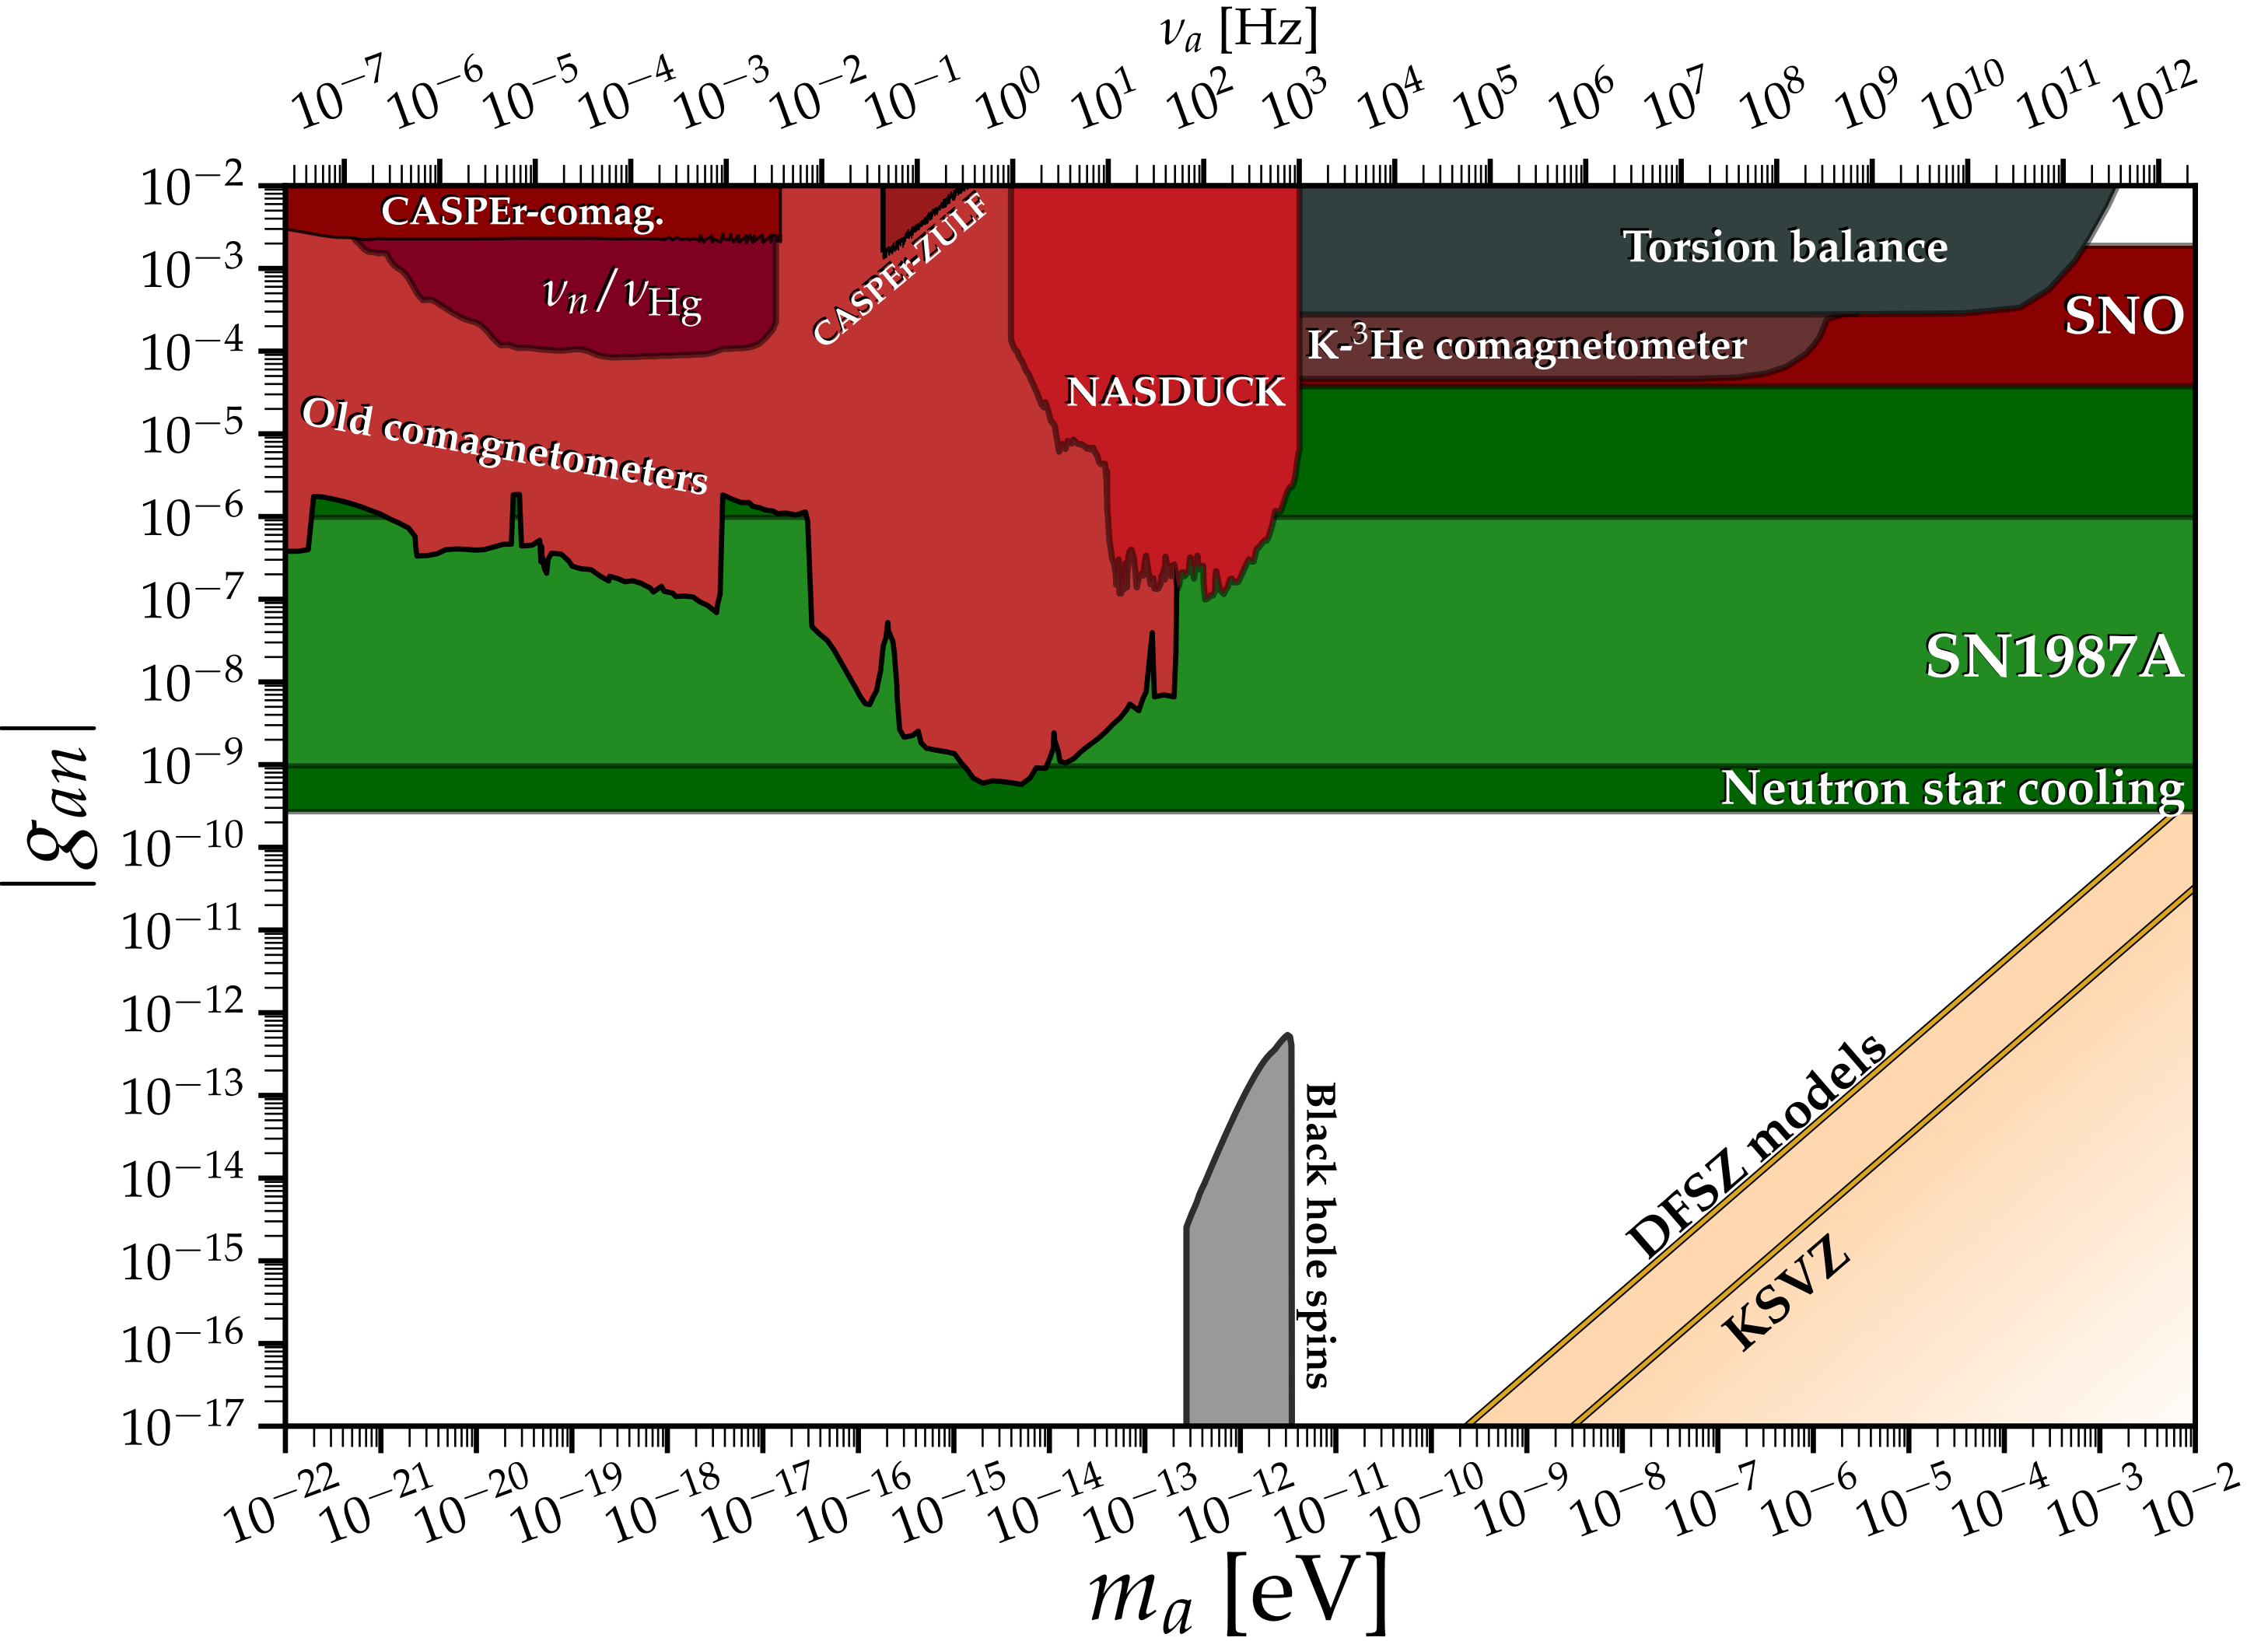 ν_a [Hz]
10^−7 10^−6 10^−5 10^−4 10^−3 10^−2 10^−1 10^0 10^1 10^2 10^3 10^4 10^5 10^6 10^7 10^8 10^9 10^10 10^11 10^12
10^−2
10^−3
10^−4
10^−5
10^−6
10^−7
10^−8
10^−9
10^−10
10^−11
10^−12
10^−13
10^−14
10^−15
10^−16
10^−17
|g_an|
CASPEr-comag.
ν_n/ν_Hg
CASPEr-ZULF
Torsion balance
SNO
K-^3He comagnetometer
NASDUCK
Old comagnetometers
SN1987A
Neutron star cooling
DFSZ models
KSVZ
Black hole spins
10^−22 10^−21 10^−20 10^−19 10^−18 10^−17 10^−16 10^−15 10^−14 10^−13 10^−12 10^−11 10^−10 10^−9 10^−8 10^−7 10^−6 10^−5 10^−4 10^−3 10^−2
m_a [eV]